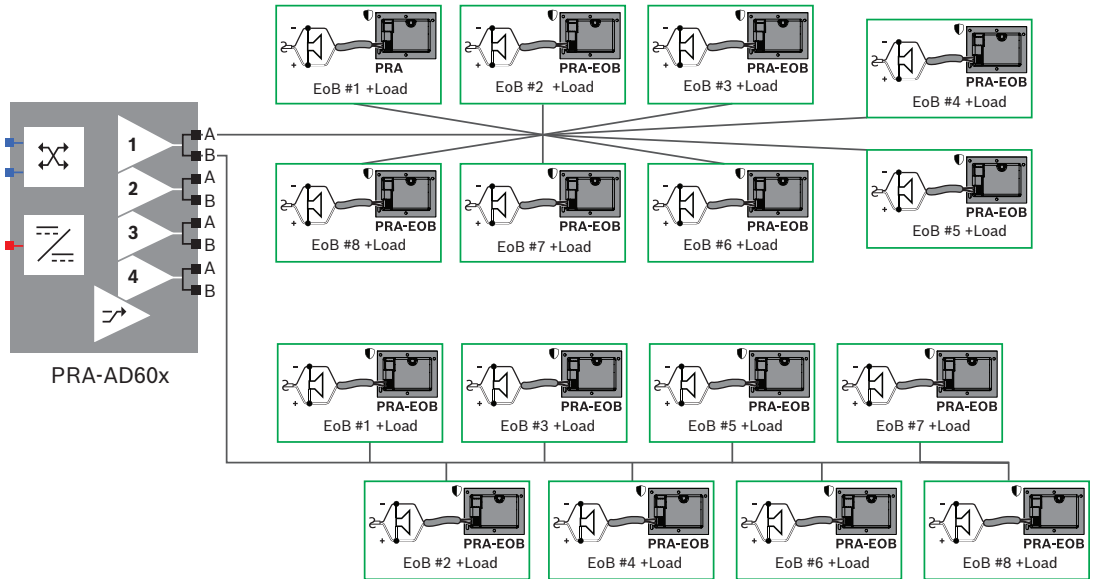 PRA
EoB #1 +Load
PRA-EOB
EoB #2 +Load
PRA-EOB
EoB #3 +Load
PRA-EOB
EoB #4 +Load
1
A
B
2
A
B
3
A
B
4
A
B
PRA-AD60x
PRA-EOB
EoB #8 +Load
PRA-EOB
EoB #7 +Load
PRA-EOB
EoB #6 +Load
PRA-EOB
EoB #5 +Load
PRA-EOB
EoB #1 +Load
PRA-EOB
EoB #3 +Load
PRA-EOB
EoB #5 +Load
PRA-EOB
EoB #7 +Load
PRA-EOB
EoB #2 +Load
PRA-EOB
EoB #4 +Load
PRA-EOB
EoB #6 +Load
PRA-EOB
EoB #8 +Load